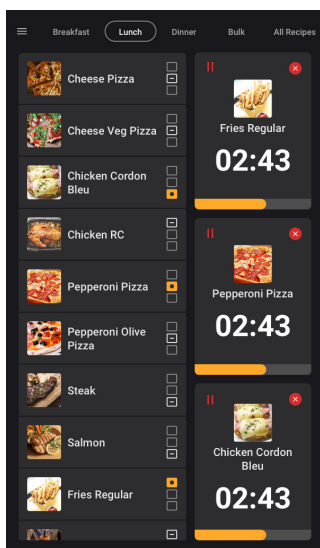 Breakfast Lunch Dinner Bulk All Recipes
Cheese Pizza
Cheese Veg Pizza
Chicken Cordon
Bleu
Chicken RC
Pepperoni Pizza
Pepperoni Olive
Pizza
Steak
Salmon
Fries Regular
Fries Regular
02:43
Pepperoni Pizza
02:43
Chicken Cordon
Bleu
02:43